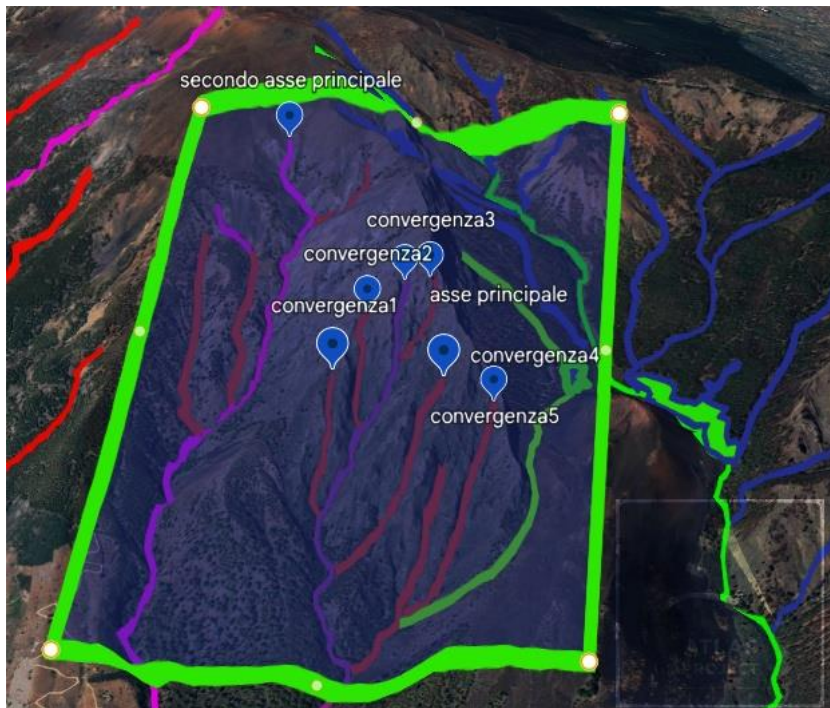 secondo asse principale
convergenza3
convergenza2
asse principale
convergenza1
convergenza4
convergenza5